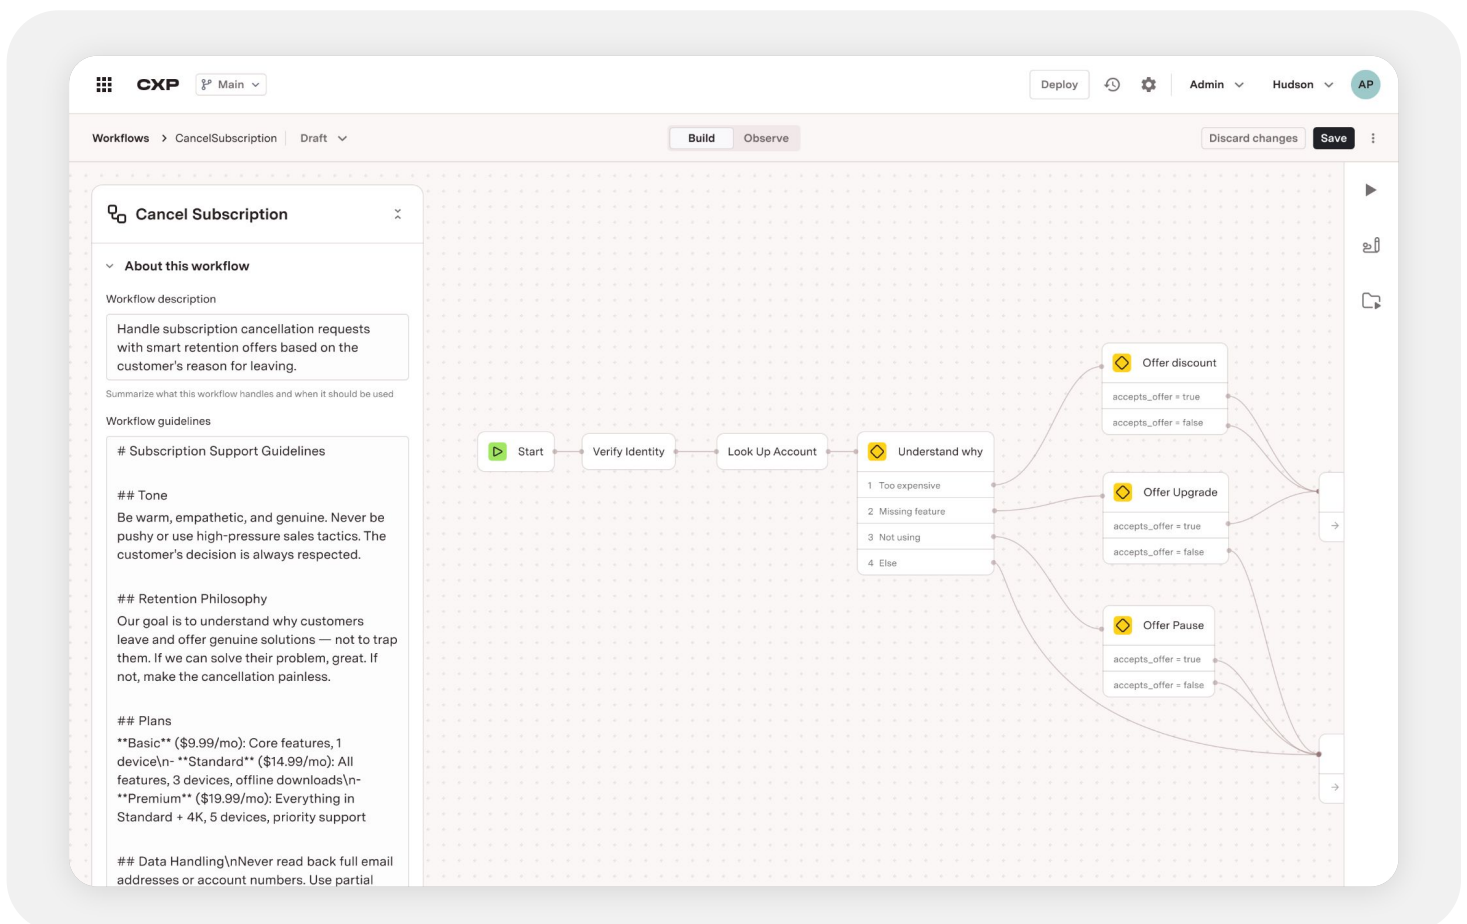 CXP
Main
Deploy
Admin
Hudson
AP
Workflows > CancelSubscription
Draft
Build
Observe
Discard changes
Save
Cancel Subscription
About this workflow
Workflow description
Handle subscription cancellation requests
with smart retention offers based on the
customer's reason for leaving.
Summarize what this workflow handles and when it should be used
Workflow guidelines
# Subscription Support Guidelines
## Tone
Be warm, empathetic, and genuine. Never be
pushy or use high-pressure sales tactics. The
customer's decision is always respected.
## Retention Philosophy
Our goal is to understand why customers
leave and offer genuine solutions — not to trap
them. If we can solve their problem, great. If
not, make the cancellation painless.
## Plans
**Basic** ($9.99/mo): Core features, 1
device\n- **Standard** ($14.99/mo): All
features, 3 devices, offline downloads\n-
**Premium** ($19.99/mo): Everything in
Standard + 4K, 5 devices, priority support
## Data Handling\nNever read back full email
addresses or account numbers. Use partial
Start
Verify Identity
Look Up Account
Understand why
1 Too expensive
2 Missing feature
3 Not using
4 Else
Offer discount
accepts_offer = true
accepts_offer = false
Offer Upgrade
accepts_offer = true
accepts_offer = false
Offer Pause
accepts_offer = true
accepts_offer = false